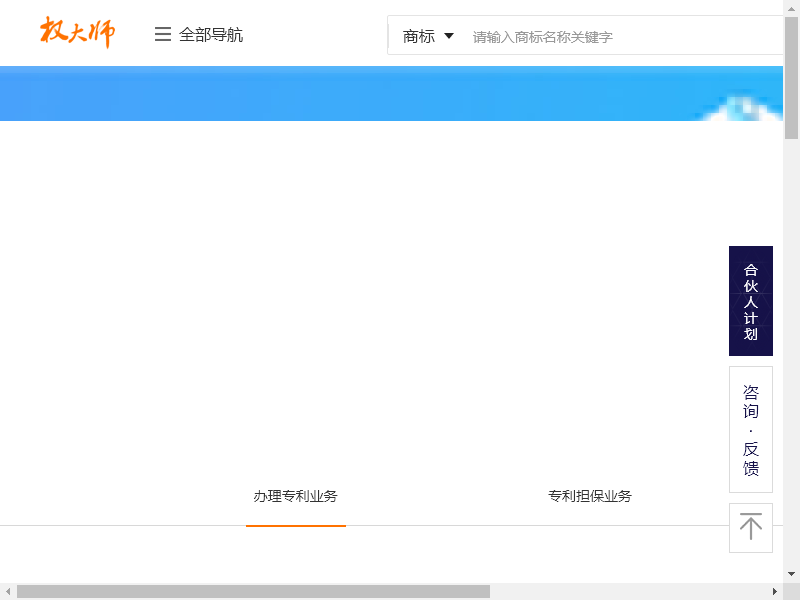 权大师
全部导航
商标
请输入商标名称关键字
合伙人计划
咨询·反馈
办理专利业务
专利担保业务